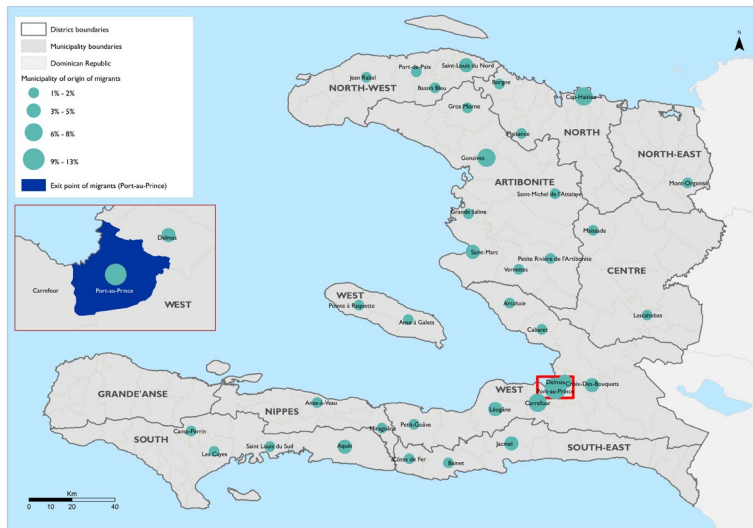 District boundaries
Municipality boundaries
Dominican Republic
Municipality of origin of migrants
1% - 2%
3% - 5%
6% - 8%
9% - 13%
Exit point of migrants (Port-au-Prince)
N
Saint-Louis du Nord
Port-de-Paix
Jean Rabel
Bassin Bleu
Borgne
NORTH-WEST
Cap-Haïtien
Gros Morne
Plaisance
NORTH
NORTH-EAST
Gonaïves
ARTIBONITE
Mont-Organisé
Saint-Michel de l'Attalaye
Grande Saline
Maïssade
Saint-Marc
Petite Rivière de l'Artibonite
Verrettes
CENTRE
Delmas
Port-au-Prince
Carrefour
WEST
WEST
Pointe à Raquette
Anse à Galets
Arcahaie
Cabaret
Lascahobas
Delmas
Croix-Des-Bouquets
WEST
Port-au-Prince
GRANDE'ANSE
Carrefour
Léogâne
Anse-à-Veau
NIPPES
Petit-Goâve
Miragoâne
Camp-Perrin
SOUTH
Saint Louis du Sud
Aquin
Jacmel
SOUTH-EAST
Les Cayes
Côtes de Fer
Bainet
Km
0 10 20 40